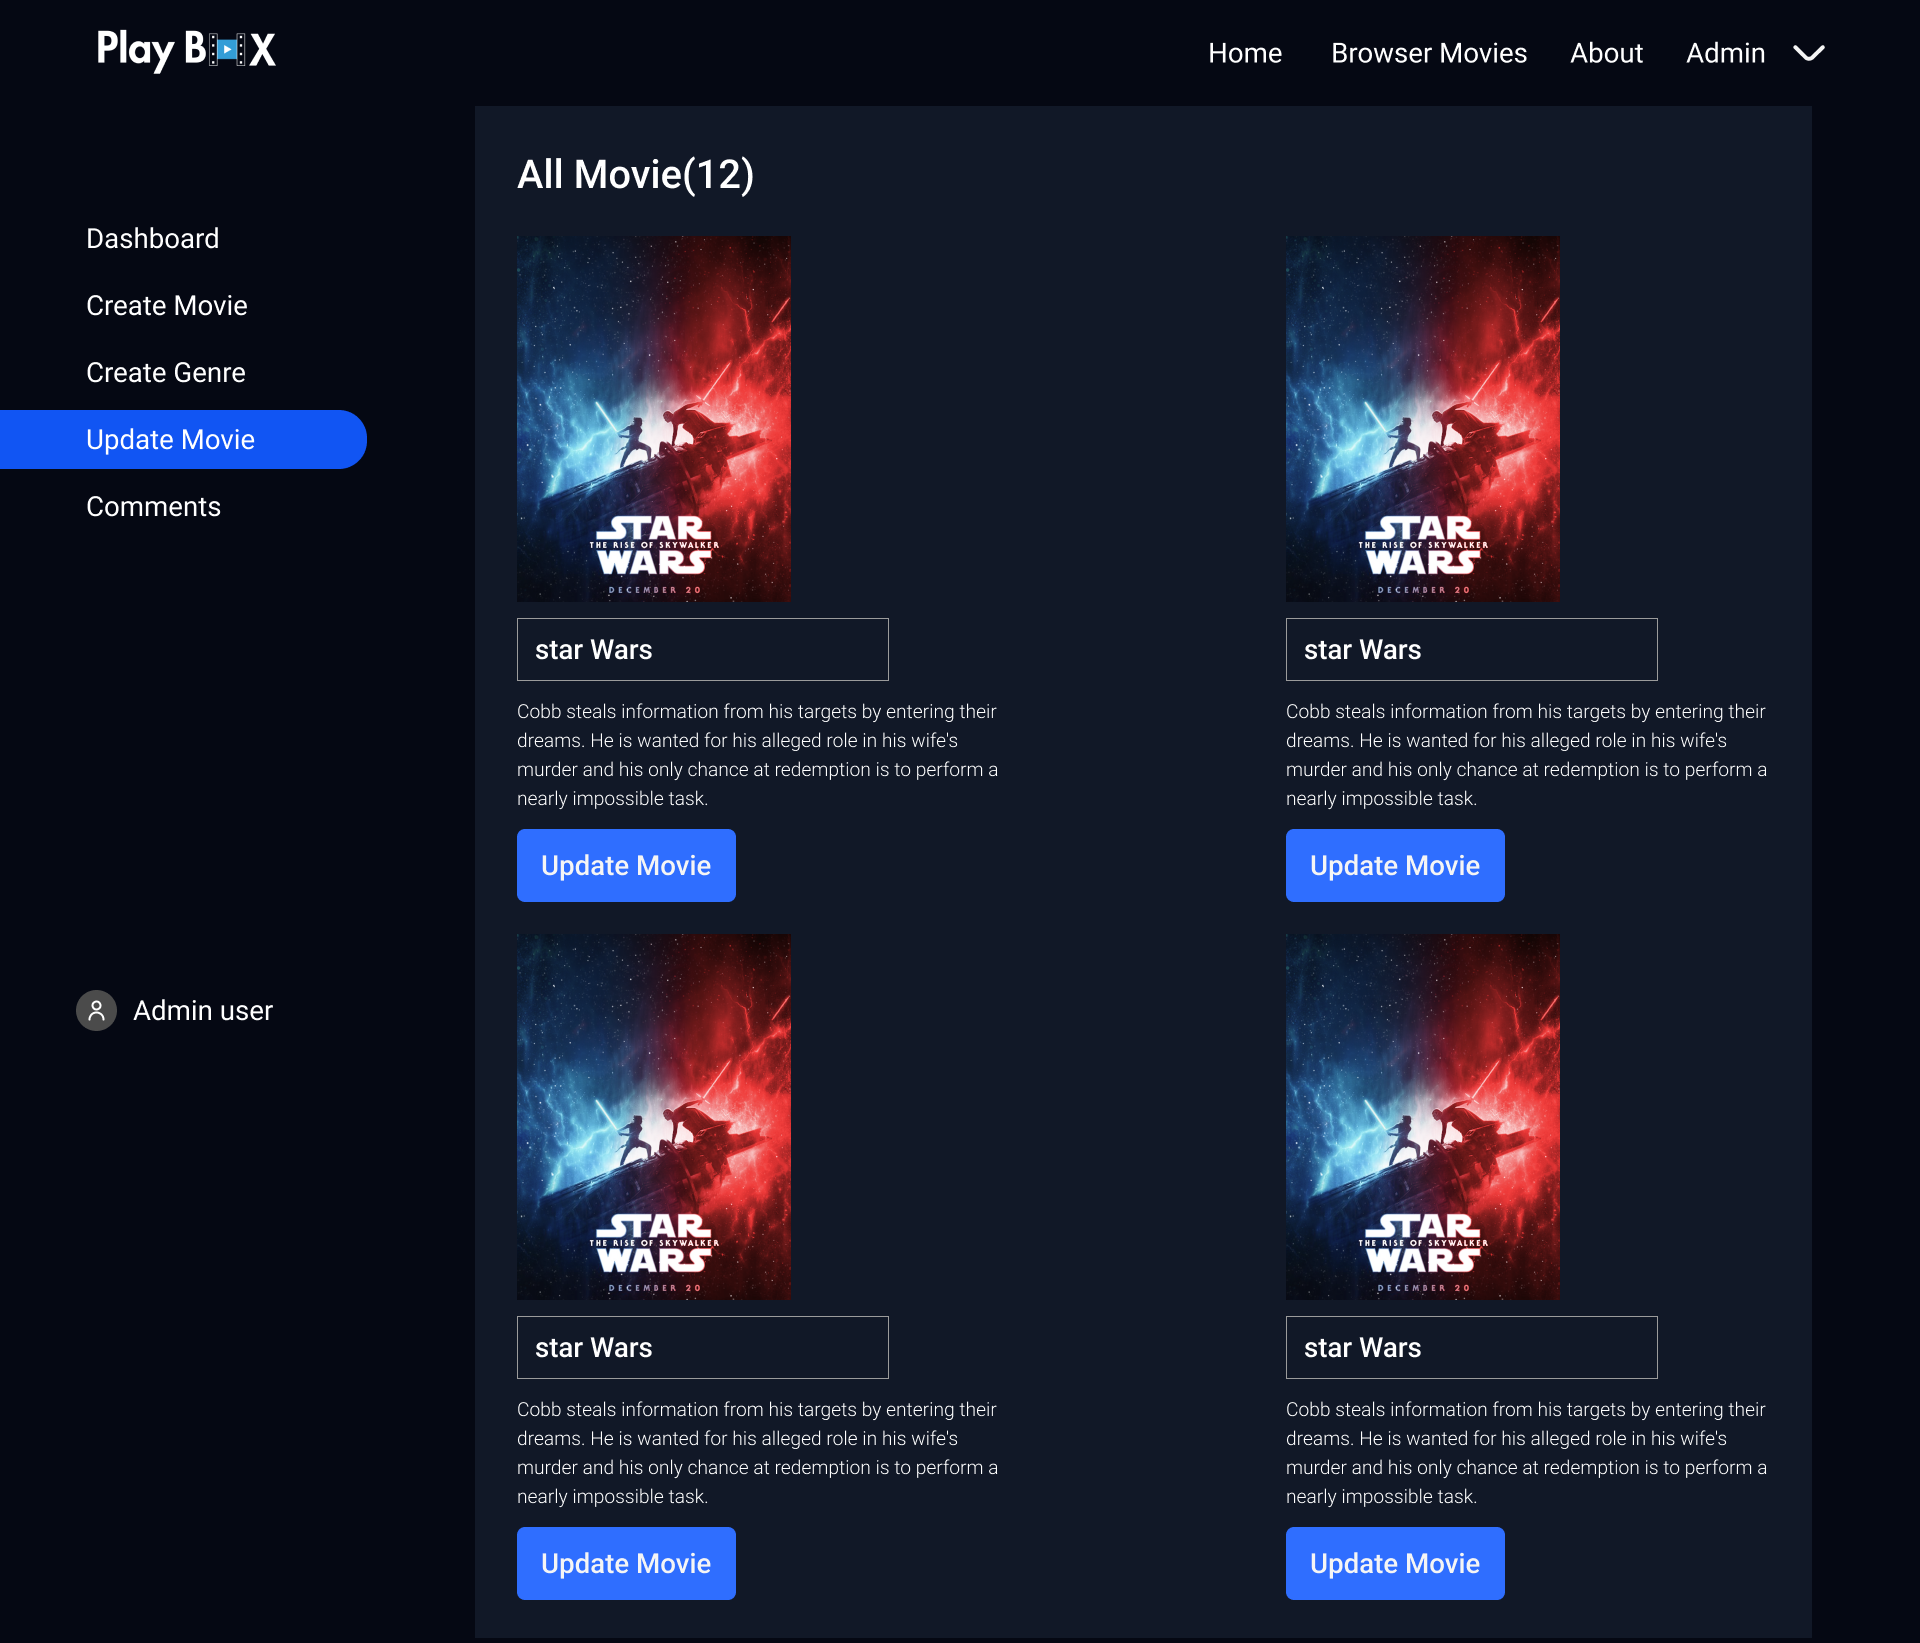 Play B X
Home Browser Movies About Admin
Dashboard
Create Movie
Create Genre
Update Movie
Comments
Admin user
All Movie(12)
STAR
THE RISE OF SKYWALKER
WARS
DECEMBER 20
star Wars
Cobb steals information from his targets by entering their
dreams. He is wanted for his alleged role in his wife's
murder and his only chance at redemption is to perform a
nearly impossible task.
Update Movie
STAR
THE RISE OF SKYWALKER
WARS
DECEMBER 20
star Wars
Cobb steals information from his targets by entering their
dreams. He is wanted for his alleged role in his wife's
murder and his only chance at redemption is to perform a
nearly impossible task.
Update Movie
STAR
THE RISE OF SKYWALKER
WARS
DECEMBER 20
star Wars
Cobb steals information from his targets by entering their
dreams. He is wanted for his alleged role in his wife's
murder and his only chance at redemption is to perform a
nearly impossible task.
Update Movie
STAR
THE RISE OF SKYWALKER
WARS
DECEMBER 20
star Wars
Cobb steals information from his targets by entering their
dreams. He is wanted for his alleged role in his wife's
murder and his only chance at redemption is to perform a
nearly impossible task.
Update Movie